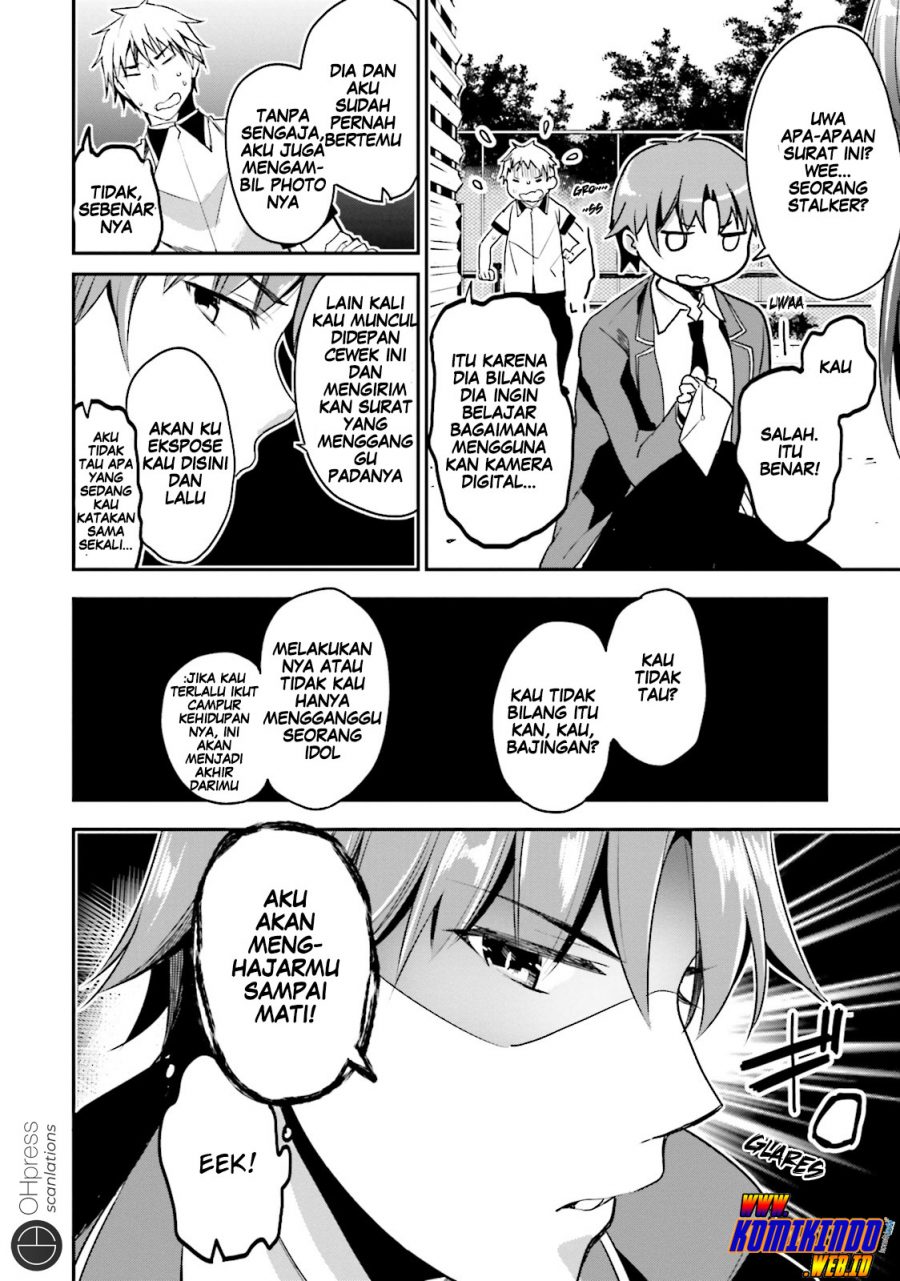 UWA
APA-APAAN
SURAT INI?
WEE...
SEORANG
STALKER?
GRO......
SS
UWAA
KAU
SALAH.
ITU
BENAR!
ITU KARENA
DIA BILANG
DIA INGIN
BELAJAR
BAGAIMANA
MENGGUNA
KAN KAMERA
DIGITAL...
DIA DAN
AKU
SUDAH
PERNAH
BERTEMU
TANPA
SENGAJA,
AKU JUGA
MENGAM-
BIL PHOTO
NYA
TIDAK,
SEBENAR
NYA
LAIN KALI
KAU MUNCUL
DIDEPAN
CEWEK INI
DAN
MENGIRIM
KAN SURAT
YANG
MENGGANG
GU
PADANYA
AKAN KU
EKSPOSE
KAU DISINI
DAN
LALU
AKU
TIDAK
TAU APA
YANG
SEDANG
KAU
KATAKAN
SAMA
SEKALI...
KAU
TIDAK
TAU?
KAU TIDAK
BILANG ITU
KAN, KAU,
BAJINGAN?
MELAKUKAN
NYA ATAU
TIDAK KAU
HANYA
MENGGANGGU
SEORANG
IDOL
:JIKA KAU
TERLALU IKUT
CAMPUR
KEHIDUPAN
NYA, INI
AKAN
MENJADI
AKHIR
DARIMU
AKU
AKAN
MENG-
HAJARMU
SAMPAI
MATI!
ギロ
GLARES
EEK!
OHpress
scanlations
WWW.
KOMIKINDO
.WEB.ID